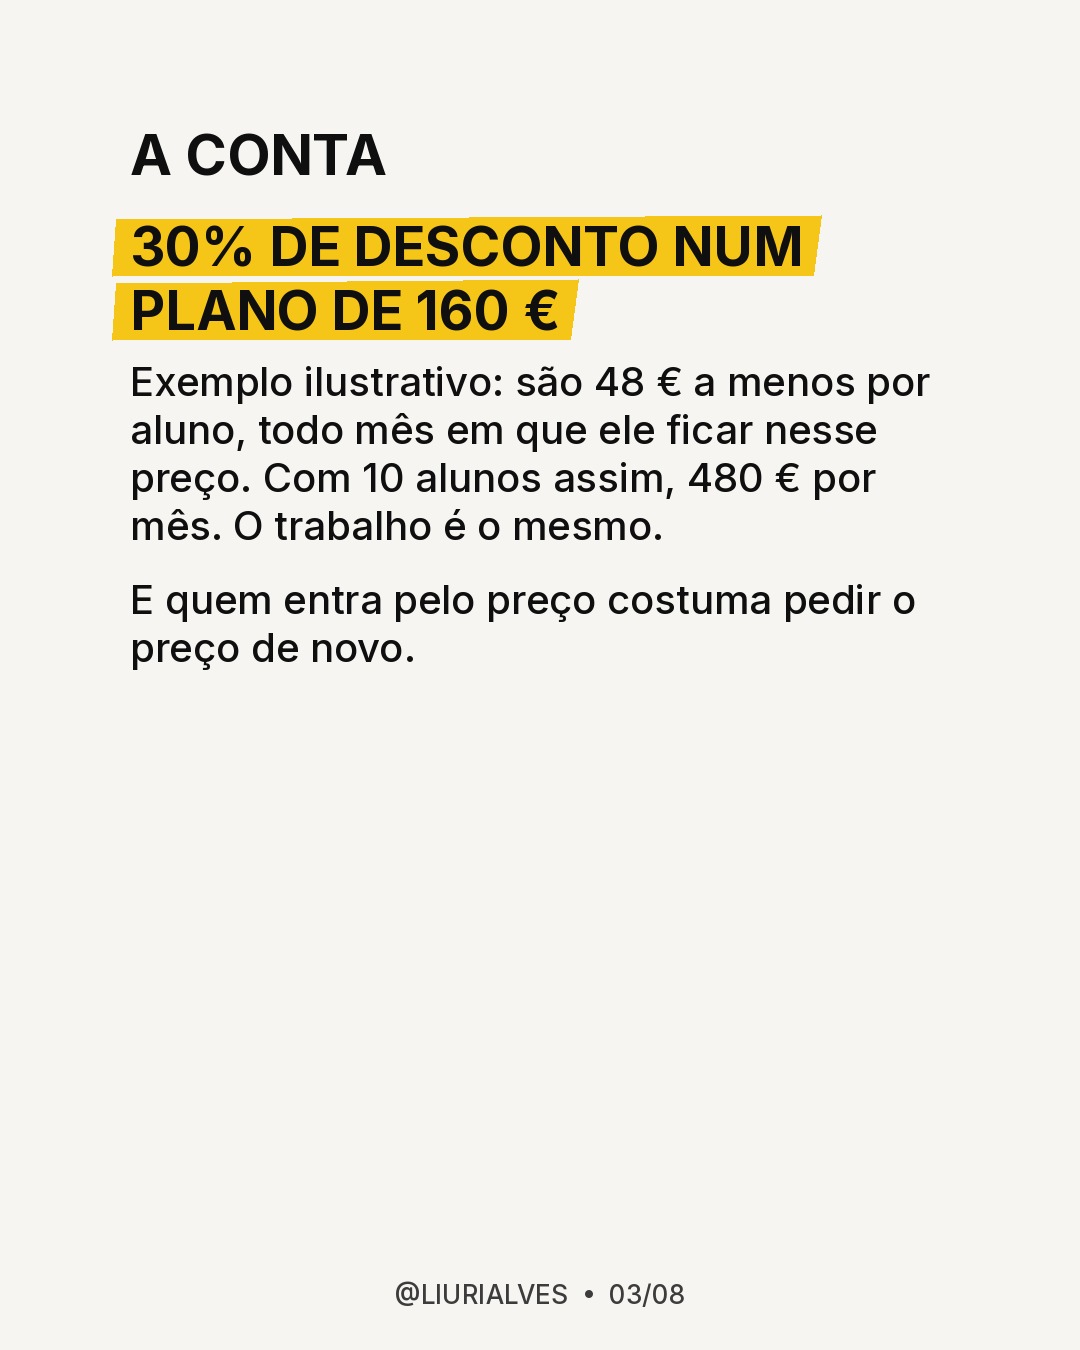 A CONTA
30% DE DESCONTO NUM
PLANO DE 160 €
Exemplo ilustrativo: são 48 € a menos por
aluno, todo mês em que ele ficar nesse
preço. Com 10 alunos assim, 480 € por
mês. O trabalho é o mesmo.
E quem entra pelo preço costuma pedir o
preço de novo.
@LIURIALVES • 03/08